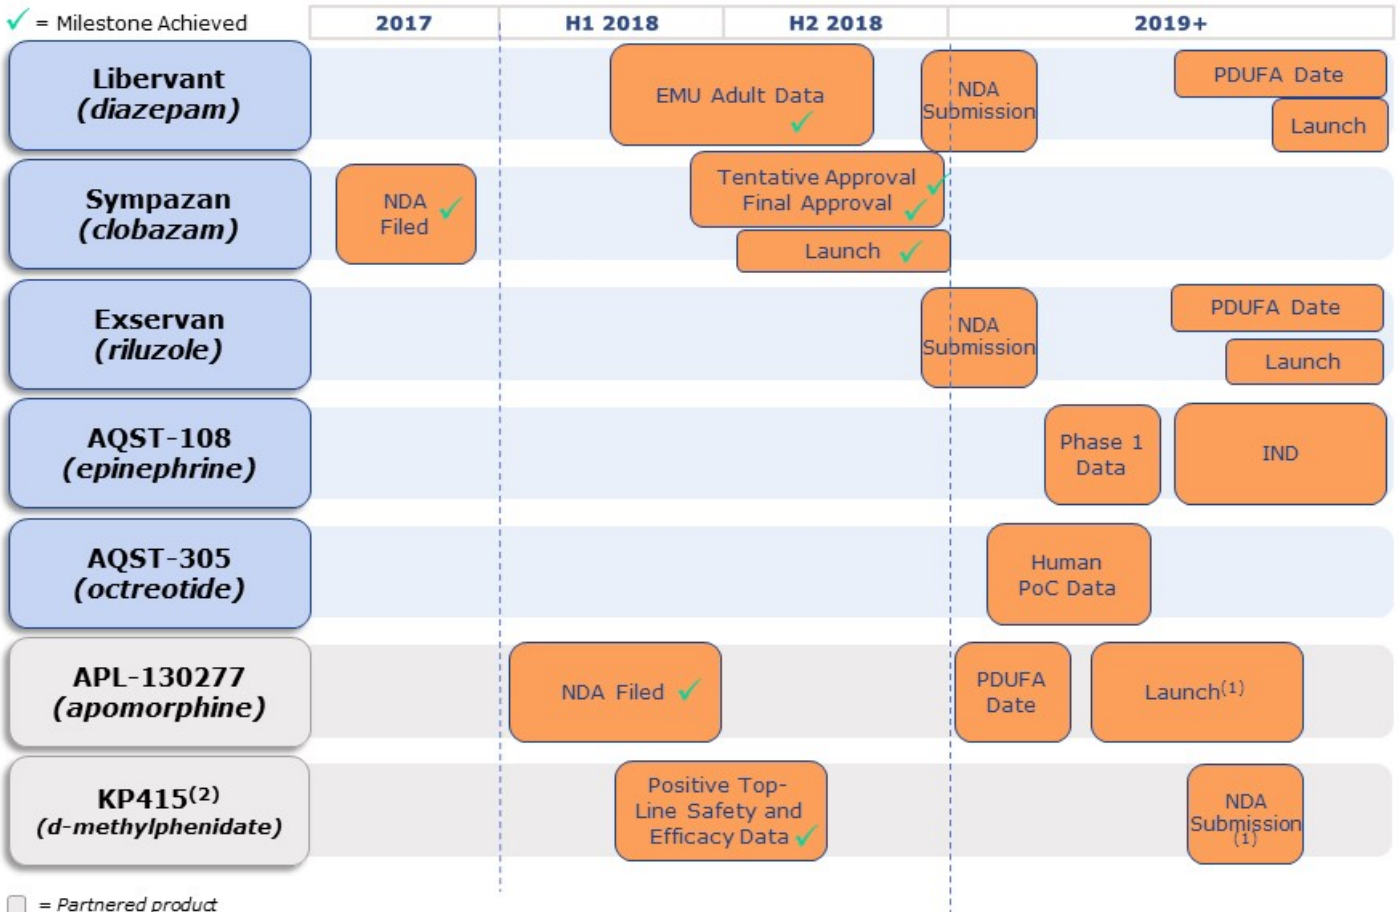 ✓ = Milestone Achieved
2017
H1 2018
H2 2018
2019+
Libervant
(diazepam)
EMU Adult Data
✓
NDA
Submission
PDUFA Date
Launch
Sympazan
(clobazam)
NDA
Filed
✓
Tentative Approval ✓
Final Approval ✓
Launch ✓
Exservan
(riluzole)
NDA
Submission
PDUFA Date
Launch
AQST-108
(epinephrine)
Phase 1
Data
IND
AQST-305
(octreotide)
Human
PoC Data
APL-130277
(apomorphine)
NDA Filed ✓
PDUFA
Date
Launch(1)
KP415(2)
(d-methylphenidate)
Positive Top-
Line Safety and
Efficacy Data ✓
NDA
Submission
(1)
= Partnered product